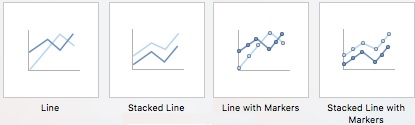 Line
Stacked Line
Line with Markers
Stacked Line with
Markers